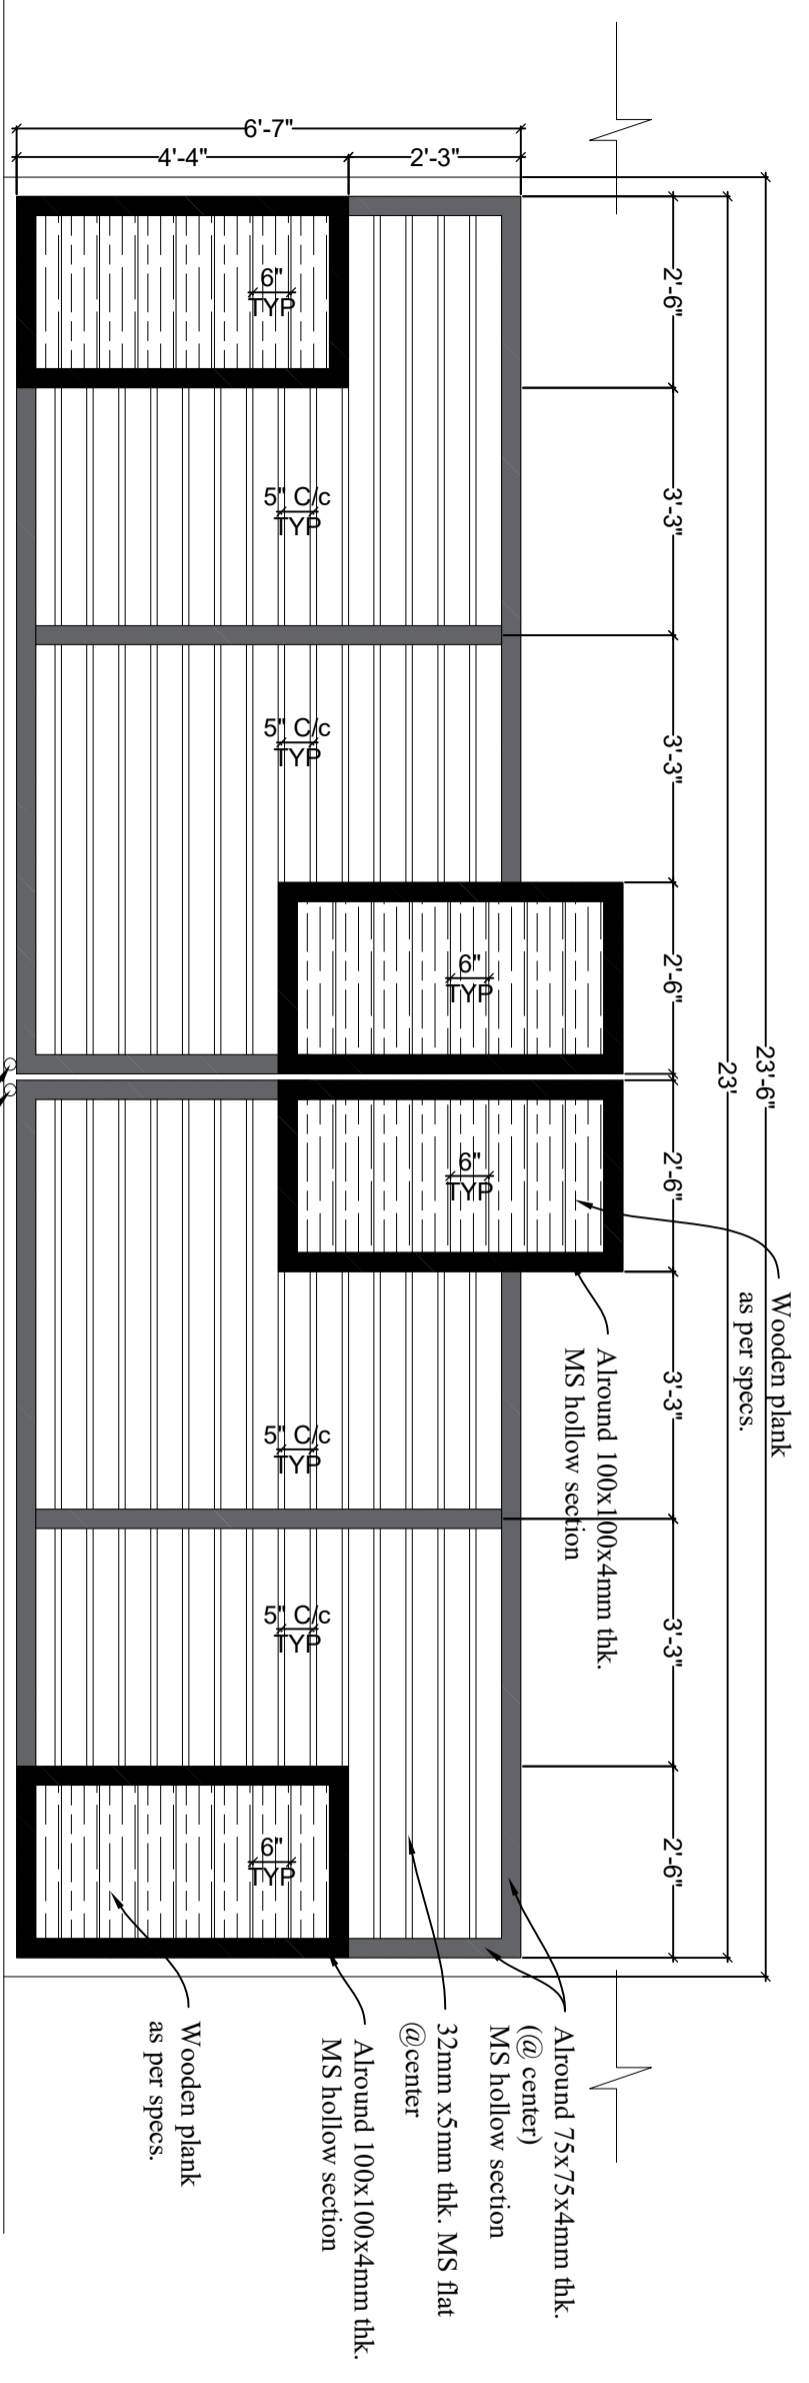 6'-7"
4'-4"
2'-3"
2'-6"
3'-3"
3'-3"
2'-6"
2'-6"
3'-3"
3'-3"
2'-6"
23'
23'-6"
6"
TYP
5" C/c
TYP
5" C/c
TYP
6"
TYP
6"
TYP
5" C/c
TYP
5" C/c
TYP
6"
TYP
Wooden plank
as per specs.
Alround 100x100x4mm thk.
MS hollow section
Alround 75x75x4mm thk.
(@ center)
MS hollow section
32mm x5mm thk. MS flat
@center
Alround 100x100x4mm thk.
MS hollow section
Wooden plank
as per specs.